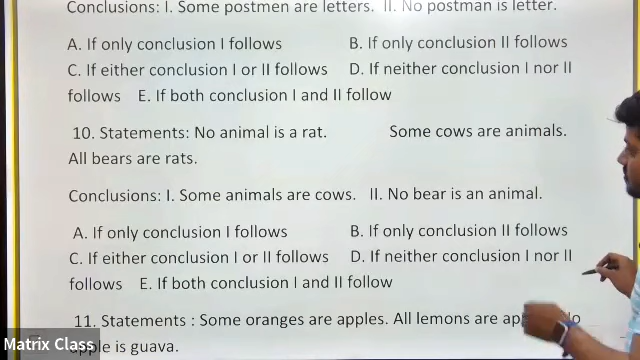 Conclusions: I. Some postmen are letters. II. No postman is letter.
A. If only conclusion I follows B. If only conclusion II follows
C. If either conclusion I or II follows D. If neither conclusion I nor II
follows E. If both conclusion I and II follow
10. Statements: No animal is a rat. Some cows are animals.
All bears are rats.
Conclusions: I. Some animals are cows. II. No bear is an animal.
A. If only conclusion I follows B. If only conclusion II follows
C. If either conclusion I or II follows D. If neither conclusion I nor II
follows E. If both conclusion I and II follow
11. Statements : Some oranges are apples. All lemons are
apple is guava.
Matrix Class